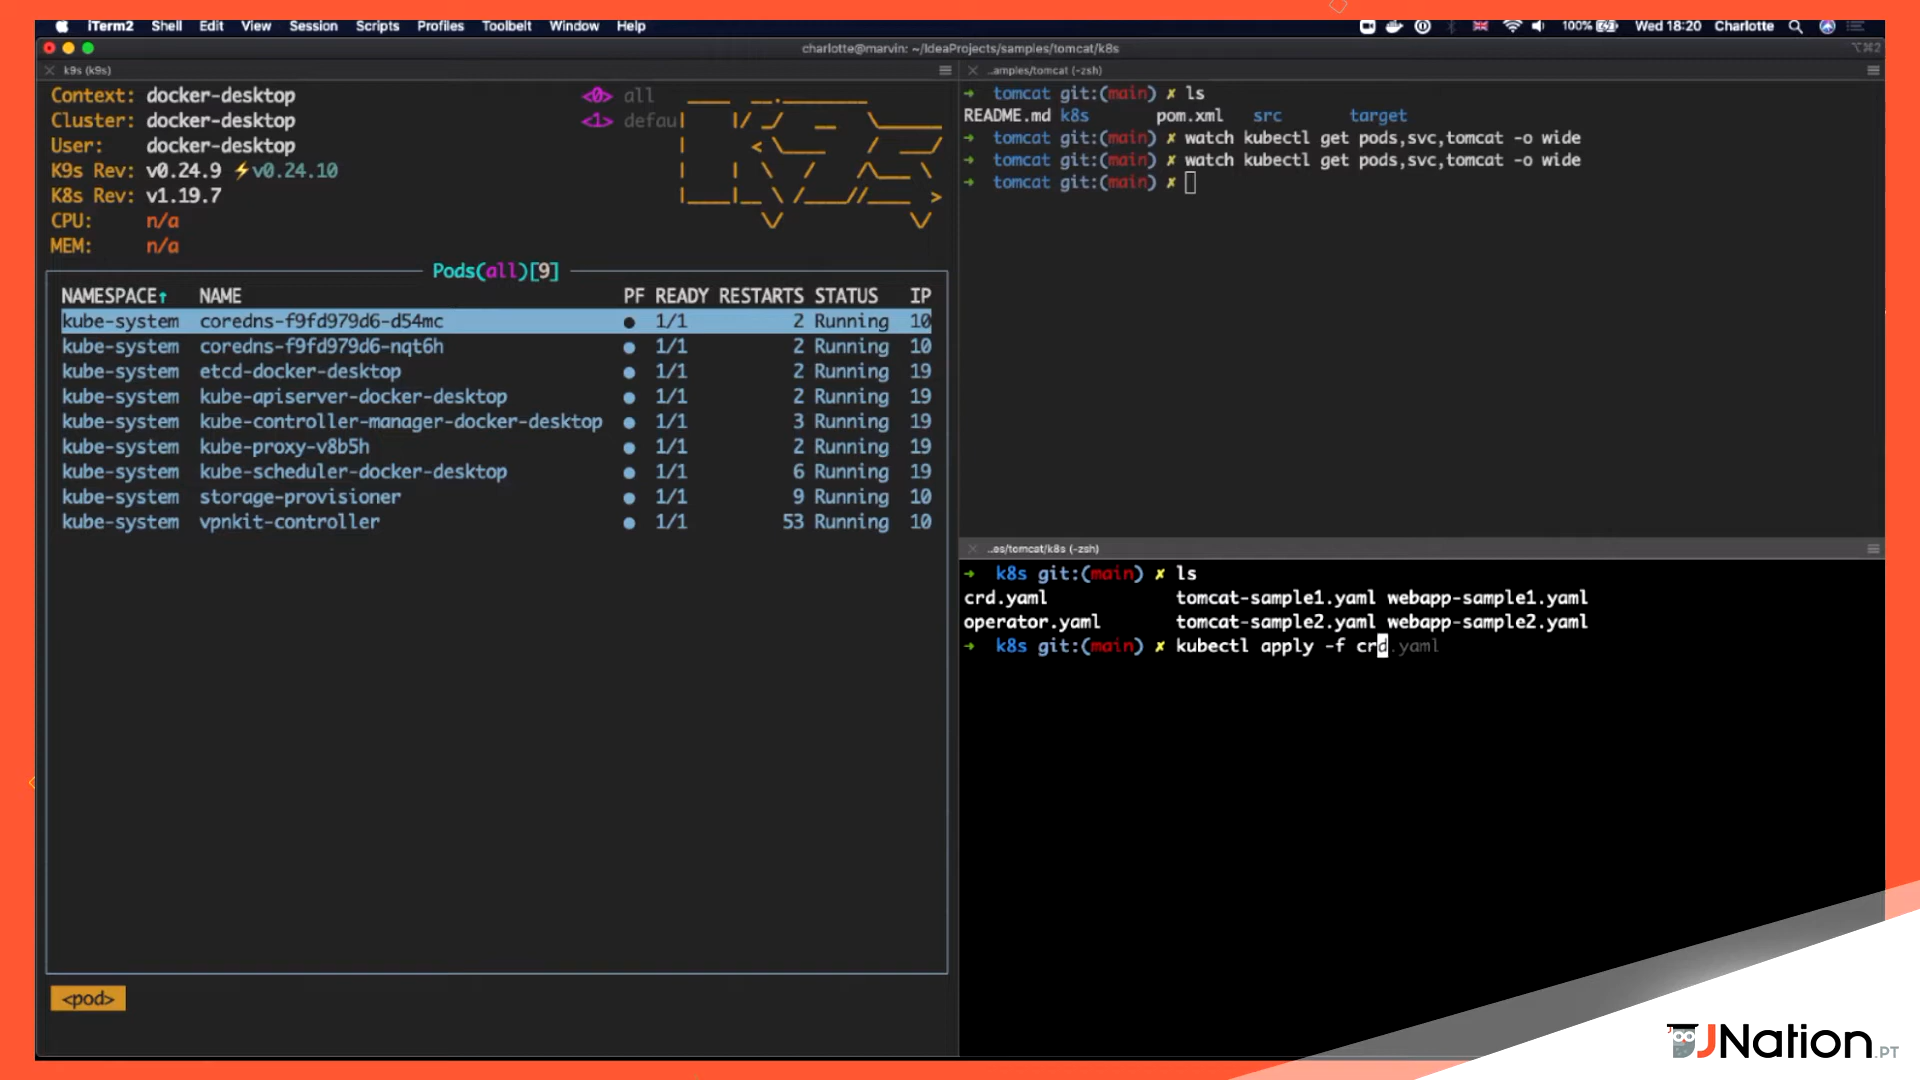 iTerm2 Shell Edit View Session Scripts Profiles Toolbelt Window Help 100% Wed 18:20 Charlotte
charlotte@marvin: ~/IdeaProjects/samples/tomcat/k8s ⌥⌘2
k9s (k9s)
Context: docker-desktop <0> all
Cluster: docker-desktop <1> defau
User: docker-desktop
K9s Rev: v0.24.9 ⚡v0.24.10
K8s Rev: v1.19.7
CPU: n/a
MEM: n/a
Pods(all)[9]
NAMESPACE↑ NAME PF READY RESTARTS STATUS IP
kube-system coredns-f9fd979d6-d54mc ● 1/1 2 Running 10
kube-system coredns-f9fd979d6-nqt6h ● 1/1 2 Running 10
kube-system etcd-docker-desktop ● 1/1 2 Running 19
kube-system kube-apiserver-docker-desktop ● 1/1 2 Running 19
kube-system kube-controller-manager-docker-desktop ● 1/1 3 Running 19
kube-system kube-proxy-v8b5h ● 1/1 2 Running 19
kube-system kube-scheduler-docker-desktop ● 1/1 6 Running 19
kube-system storage-provisioner ● 1/1 9 Running 10
kube-system vpnkit-controller ● 1/1 53 Running 10
<pod>
..amples/tomcat (-zsh)
➜ tomcat git:(main) ✗ ls
README.md k8s pom.xml src target
➜ tomcat git:(main) ✗ watch kubectl get pods,svc,tomcat -o wide
➜ tomcat git:(main) ✗ watch kubectl get pods,svc,tomcat -o wide
➜ tomcat git:(main) ✗
..es/tomcat/k8s (-zsh)
➜ k8s git:(main) ✗ ls
crd.yaml tomcat-sample1.yaml webapp-sample1.yaml
operator.yaml tomcat-sample2.yaml webapp-sample2.yaml
➜ k8s git:(main) ✗ kubectl apply -f crd.yaml
JNation.PT